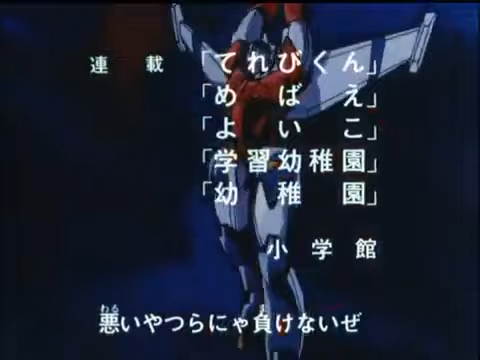 連載「てれびくん」
「めばえ」
「よいこ」
「学習幼稚園」
「幼稚園」
小学館
悪いやつらにゃ負けないぜ